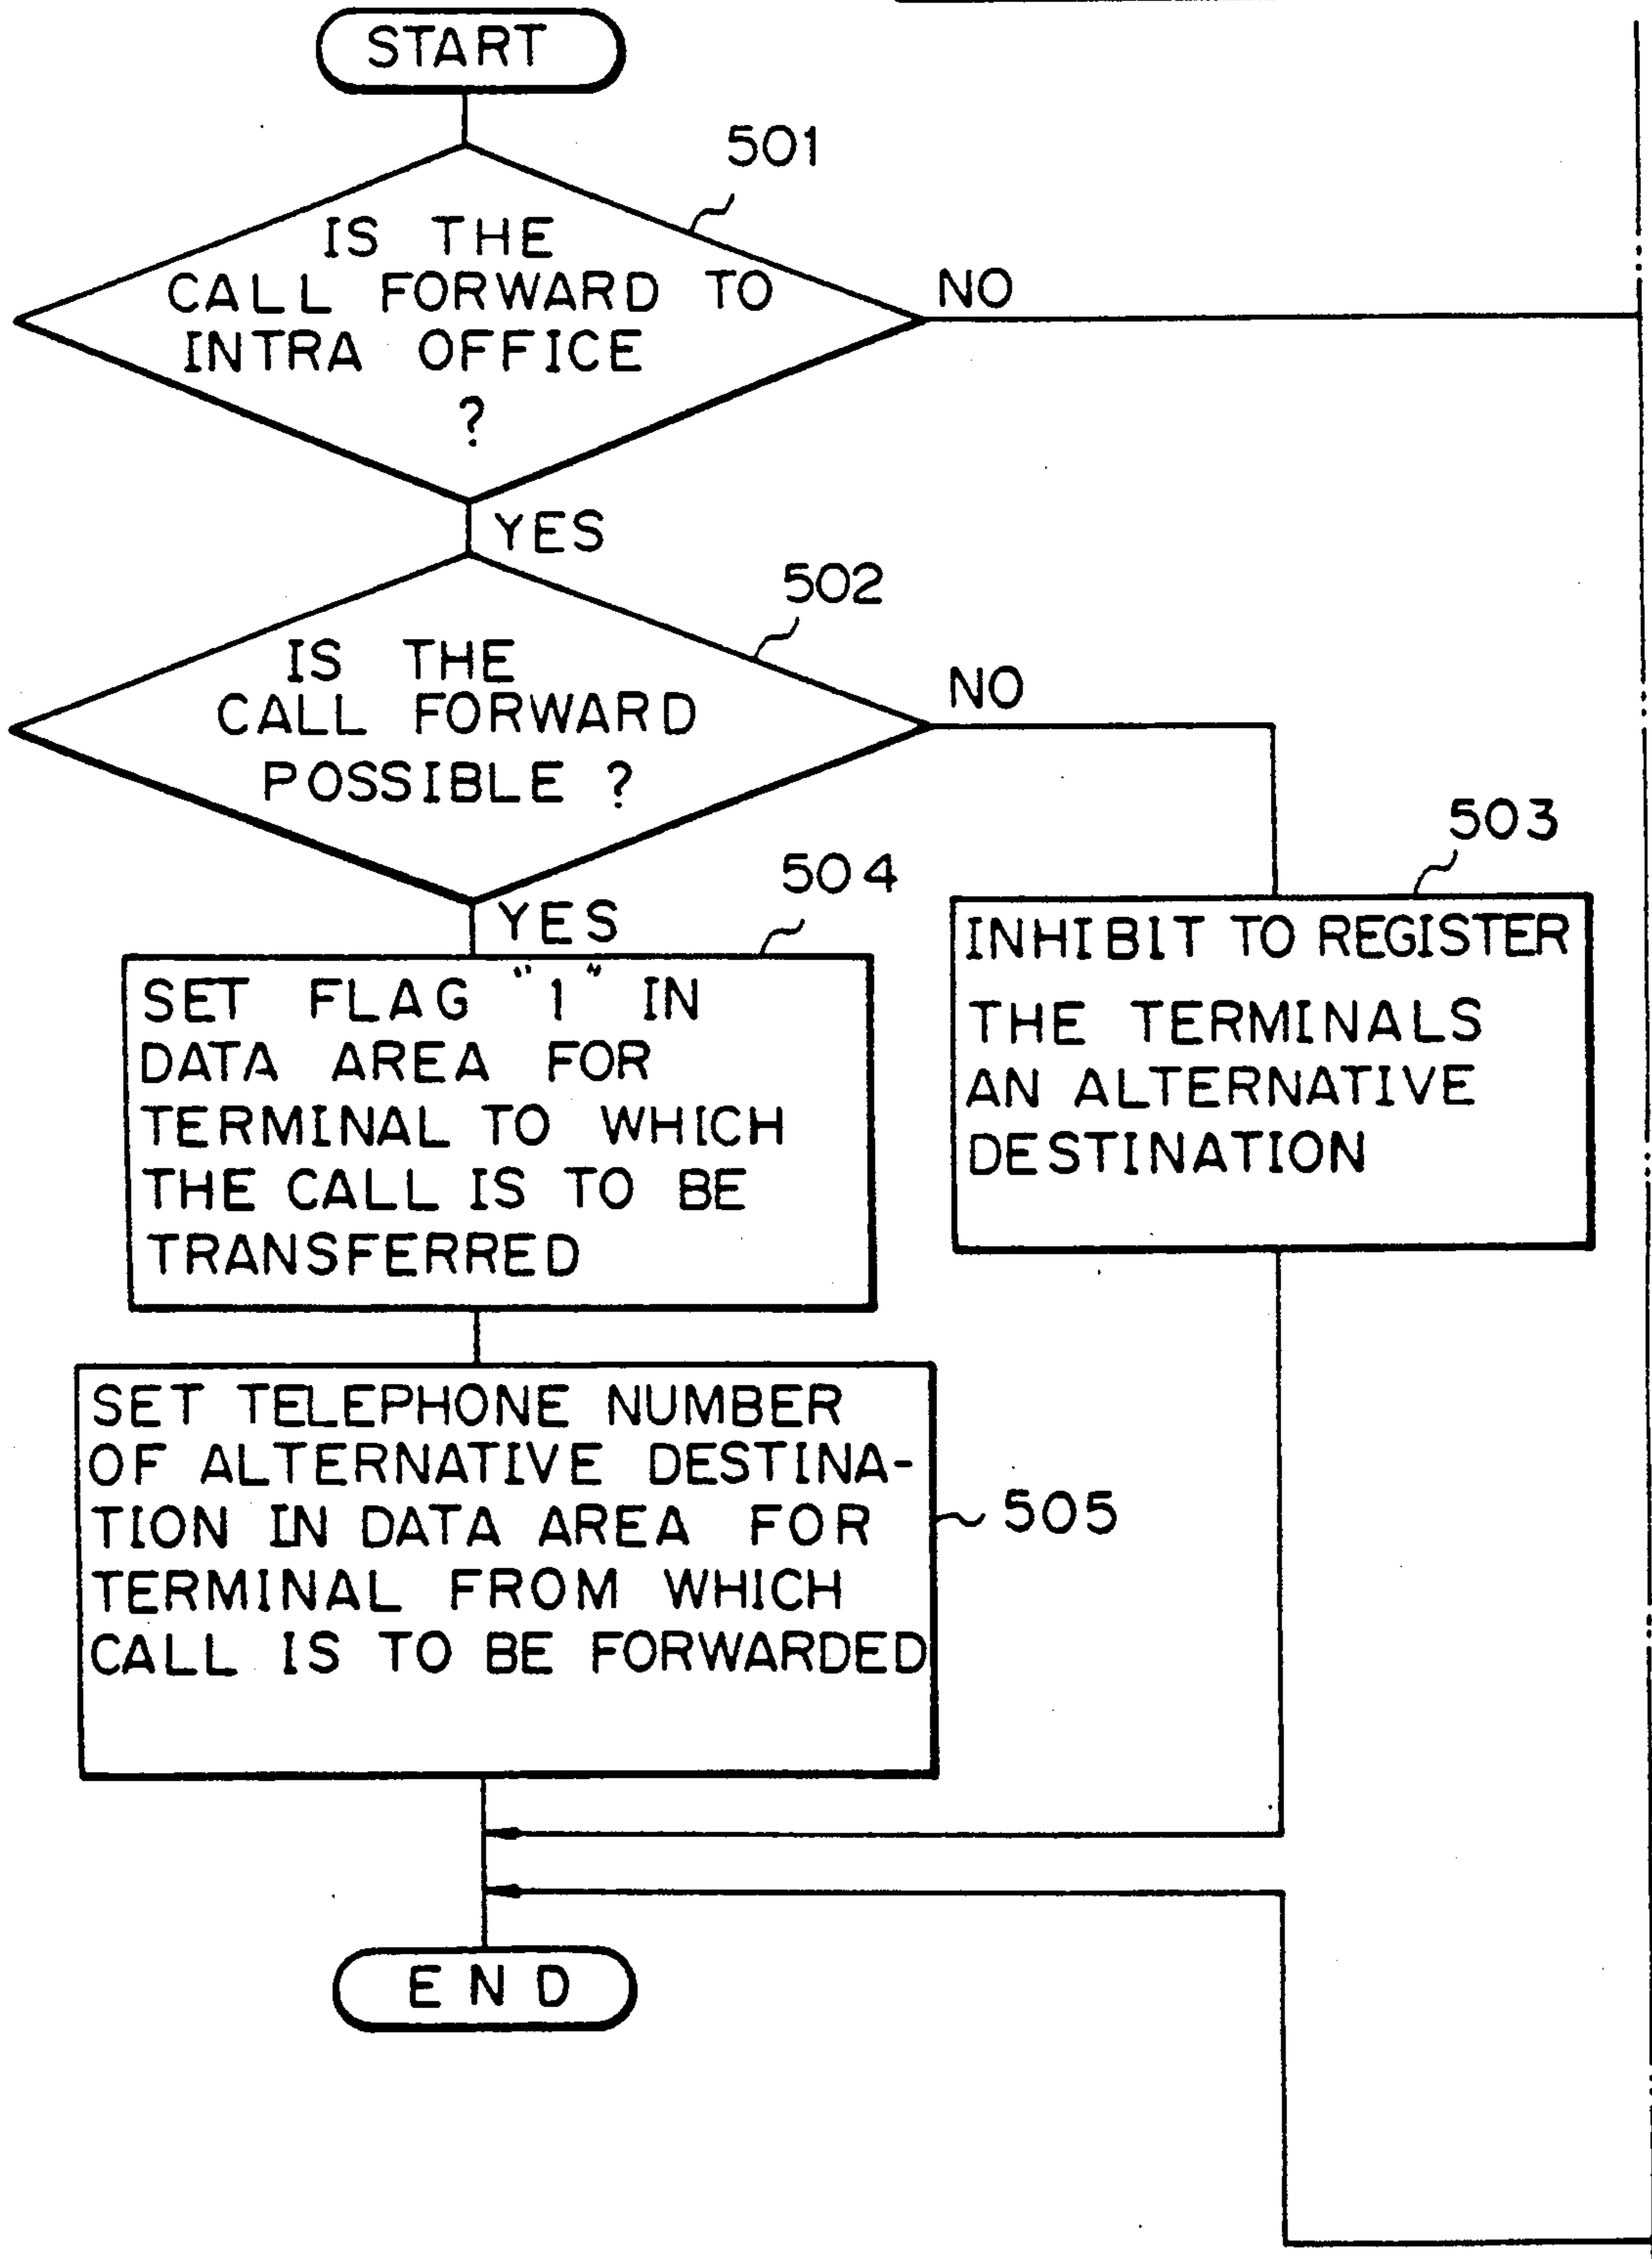 START
501
IS THE
CALL FORWARD TO
INTRA OFFICE
?
NO
YES
502
IS THE
CALL FORWARD
POSSIBLE ?
NO
YES
504
SET FLAG "1" IN
DATA AREA FOR
TERMINAL TO WHICH
THE CALL IS TO BE
TRANSFERRED
503
INHIBIT TO REGISTER
THE TERMINALS
AN ALTERNATIVE
DESTINATION
SET TELEPHONE NUMBER
OF ALTERNATIVE DESTINA-
TION IN DATA AREA FOR
TERMINAL FROM WHICH
CALL IS TO BE FORWARDED
505
END